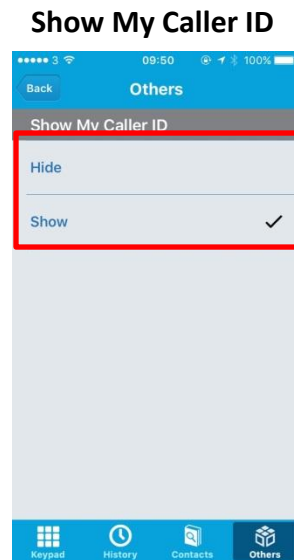 Show My Caller ID
3 09:50 100%
Back Others
Show My Caller ID
Hide
Show
Keypad History Contacts Others